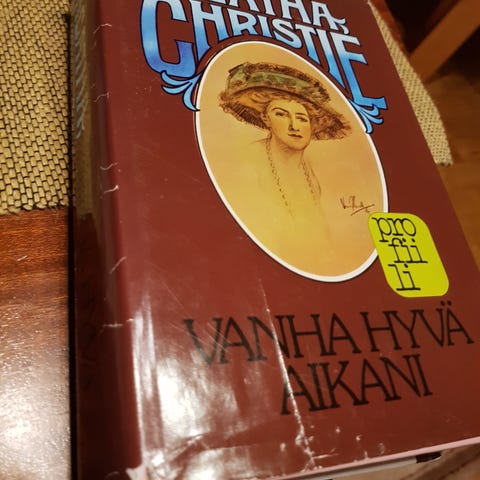 CHRISTIE
pro
fii
li
VANHA HYVÄ
AIKANI